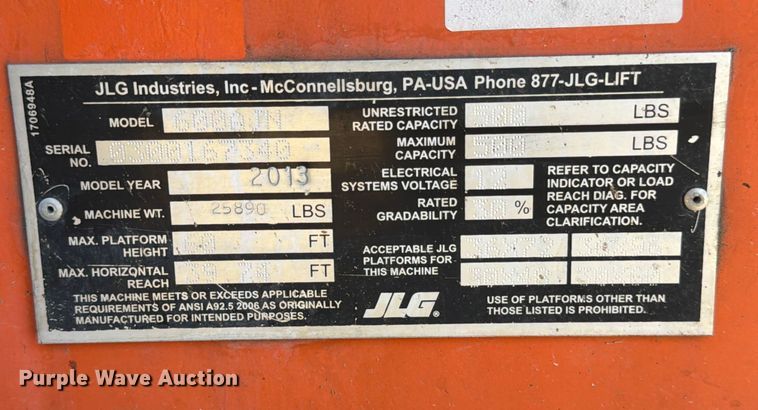 1706948A
JLG Industries, Inc - McConnellsburg, PA-USA Phone 877-JLG-LIFT
MODEL
SERIAL NO. 0300167340
MODEL YEAR 2013
MACHINE WT. 25890 LBS
MAX. PLATFORM HEIGHT 60 FT
MAX. HORIZONTAL REACH FT
THIS MACHINE MEETS OR EXCEEDS APPLICABLE
REQUIREMENTS OF ANSI A92.5 2006 AS ORIGINALLY
MANUFACTURED FOR INTENDED PURPOSES.
UNRESTRICTED RATED CAPACITY LBS
MAXIMUM CAPACITY 500 LBS
ELECTRICAL SYSTEMS VOLTAGE 12
RATED GRADABILITY %
REFER TO CAPACITY
INDICATOR OR LOAD
REACH DIAG. FOR
CAPACITY AREA
CLARIFICATION.
ACCEPTABLE JLG
PLATFORMS FOR
THIS MACHINE
JLG®
USE OF PLATFORMS OTHER THAN
THOSE LISTED IS PROHIBITED.
Purple Wave Auction